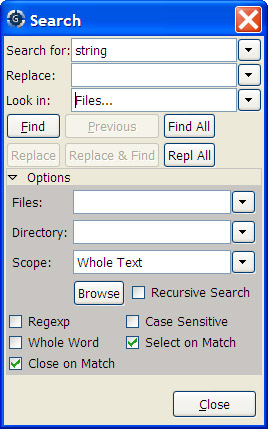 Search
Search for: string
Replace:
Look in: Files...
Find Previous Find All
Replace Replace & Find Repl All
Options
Files:
Directory:
Scope: Whole Text
Browse Recursive Search
Regexp Case Sensitive
Whole Word Select on Match
Close on Match
Close